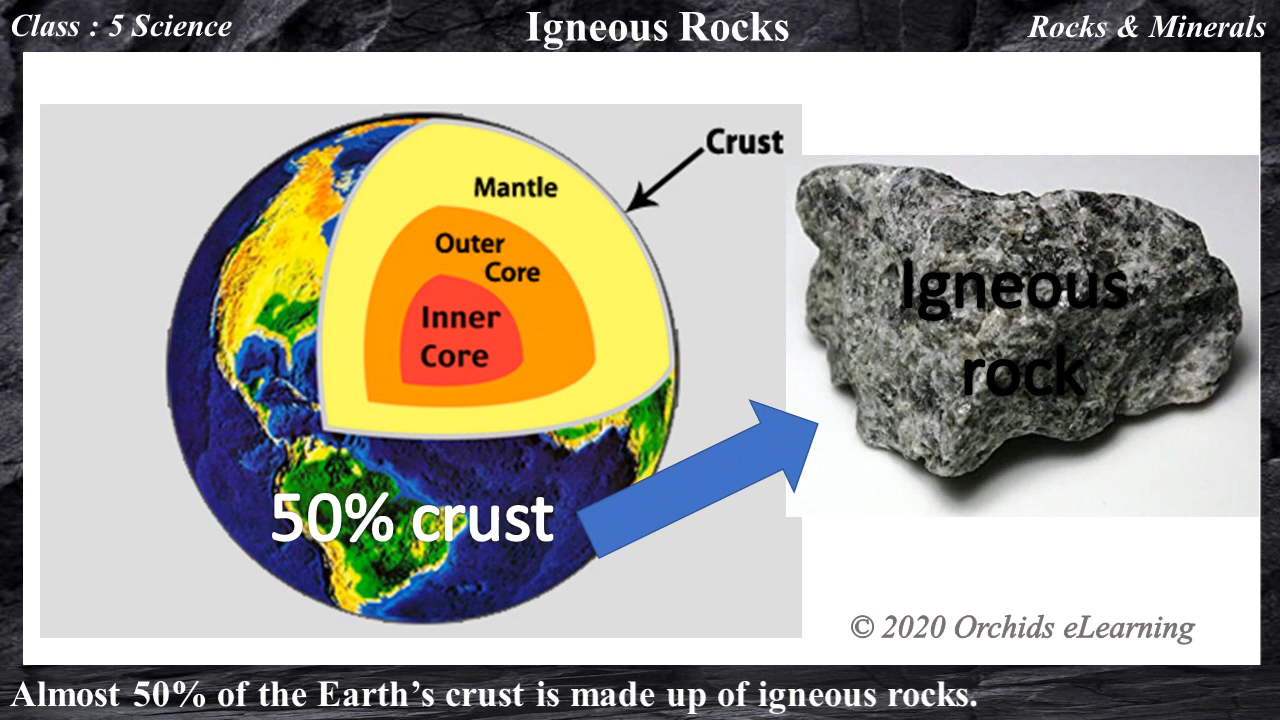 Class : 5 Science
Igneous Rocks
Rocks & Minerals
Crust
Mantle
Outer
Core
Inner
Core
Igneous
rock
50% crust
© 2020 Orchids eLearning
Almost 50% of the Earth’s crust is made up of igneous rocks.